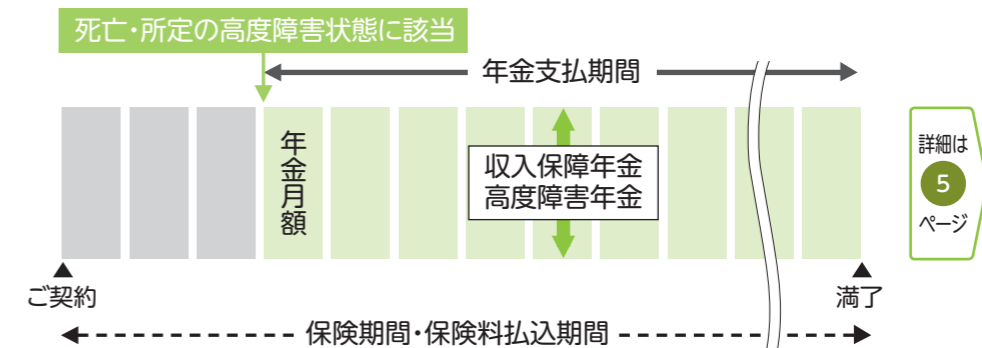 死亡・所定の高度障害状態に該当
年金支払期間
年金月額
収入保障年金
高度障害年金
詳細は
5
ページ
ご契約
満了
保険期間・保険料払込期間